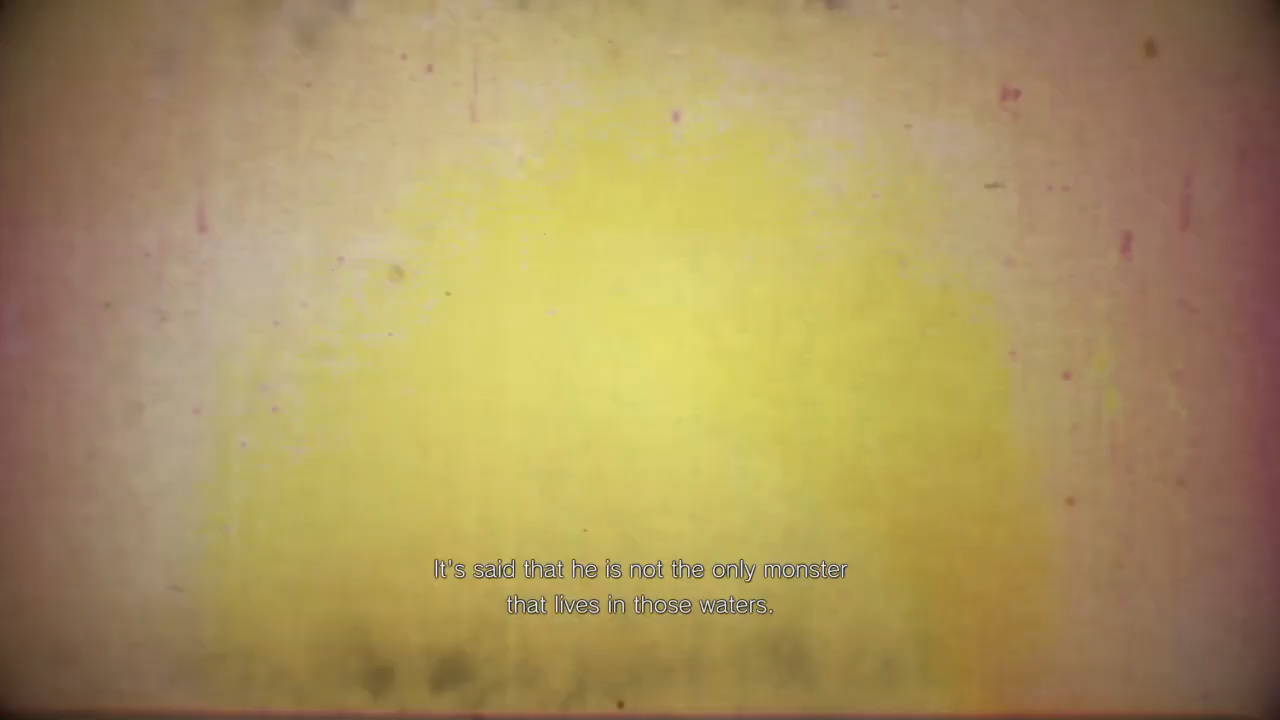 It's said that he is not the only monster
that lives in those waters.